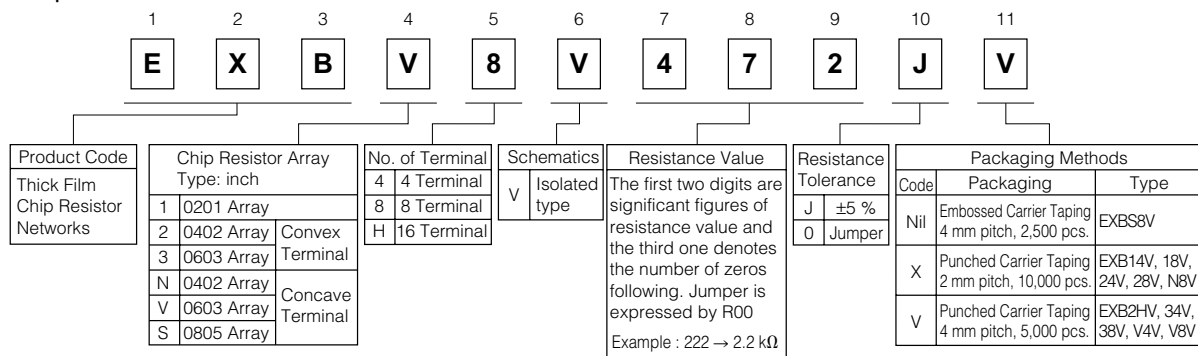 1 2 3 4 5 6 7 8 9 10 11
E X B V 8 V 4 7 2 J V
Product Code
Thick Film
Chip Resistor
Networks
Chip Resistor Array
Type: inch
1 0201 Array
2 0402 Array
3 0603 Array
Convex
Terminal
N 0402 Array
V 0603 Array
S 0805 Array
Concave
Terminal
No. of Terminal
4 4 Terminal
8 8 Terminal
H 16 Terminal
Schematics
V Isolated
type
Resistance Value
The first two digits are
significant figures of
resistance value and
the third one denotes
the number of zeros
following. Jumper is
expressed by R00
Example : 222 → 2.2 kΩ
Resistance
Tolerance
J ±5 %
0 Jumper
Packaging Methods
Code Packaging Type
Nil Embossed Carrier Taping
4 mm pitch, 2,500 pcs.
EXBS8V
X Punched Carrier Taping
2 mm pitch, 10,000 pcs.
EXB14V, 18V,
24V, 28V, N8V
V Punched Carrier Taping
4 mm pitch, 5,000 pcs.
EXB2HV, 34V,
38V, V4V, V8V